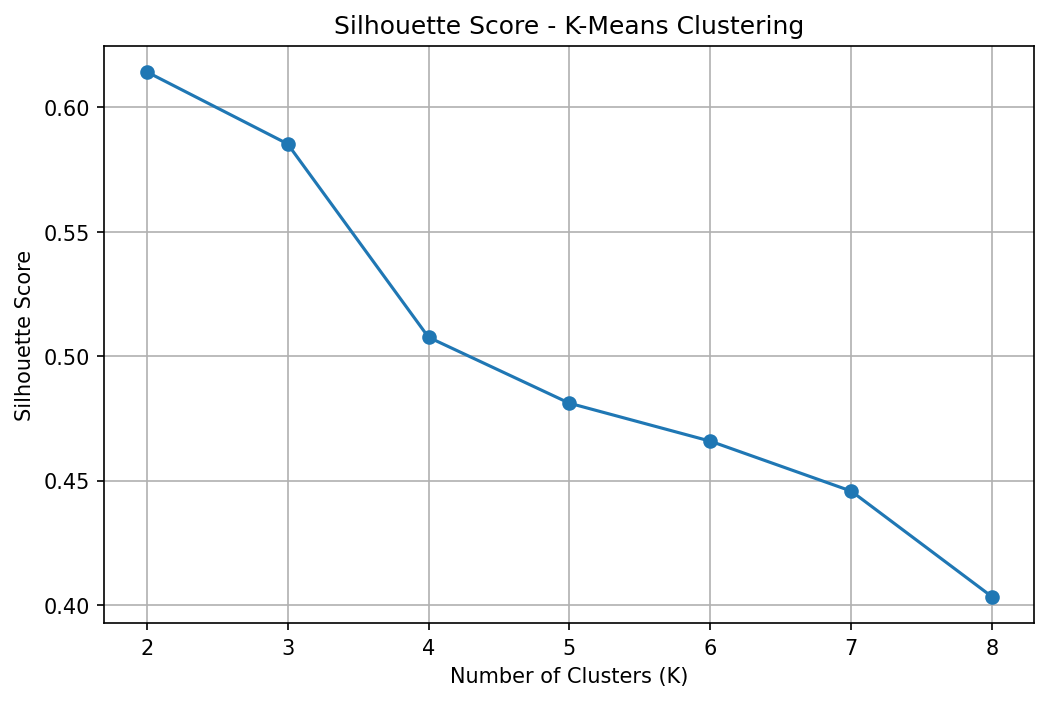 Silhouette Score - K-Means Clustering
Silhouette Score
0.60
0.55
0.50
0.45
0.40
2 3 4 5 6 7 8
Number of Clusters (K)